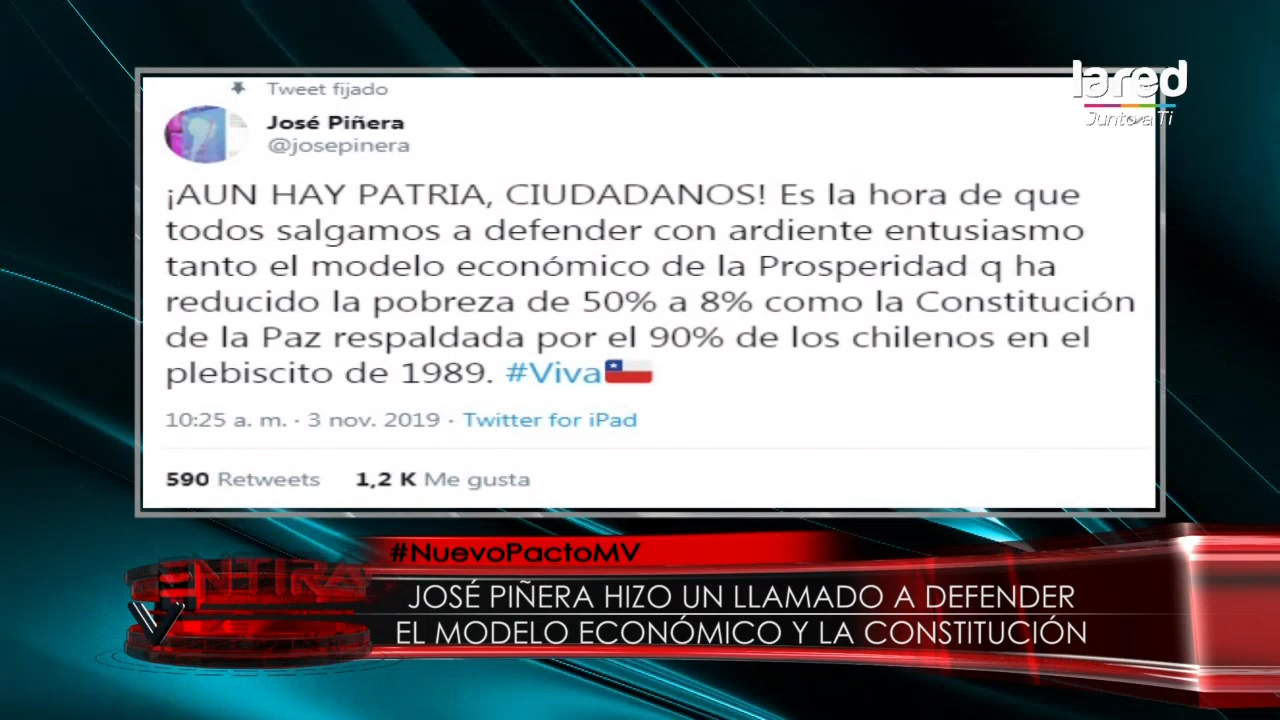 lared
Junto a Ti
Tweet fijado
José Piñera
@josepinera
¡AUN HAY PATRIA, CIUDADANOS! Es la hora de que
todos salgamos a defender con ardiente entusiasmo
tanto el modelo económico de la Prosperidad q ha
reducido la pobreza de 50% a 8% como la Constitución
de la Paz respaldada por el 90% de los chilenos en el
plebiscito de 1989. #Viva🇨🇱
10:25 a. m. · 3 nov. 2019 · Twitter for iPad
590 Retweets 1,2 K Me gusta
#NuevoPactoMV
JOSÉ PIÑERA HIZO UN LLAMADO A DEFENDER
EL MODELO ECONÓMICO Y LA CONSTITUCIÓN